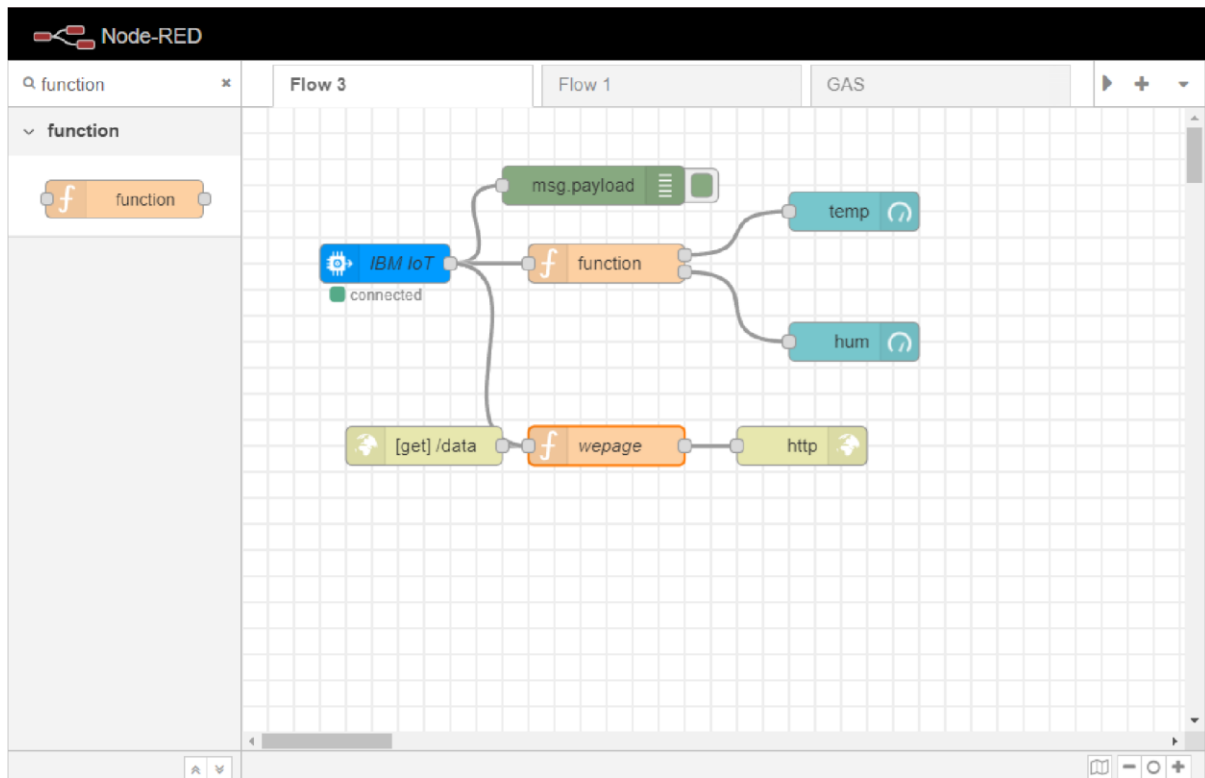 Node-RED
function
Flow 3
Flow 1
GAS
function
function
msg.payload
temp
IBM IoT
function
connected
hum
[get] /data
wepage
http